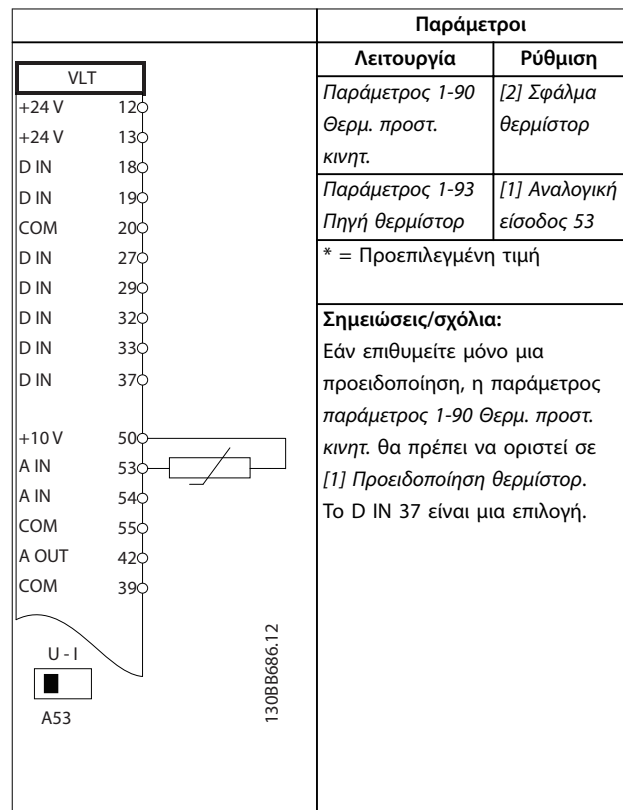 Παράμετροι
Λειτουργία Ρύθμιση
Παράμετρος 1-90 [2] Σφάλμα
Θερμ. προστ. θερμίστορ
κινητ.
Παράμετρος 1-93 [1] Αναλογική
Πηγή θερμίστορ είσοδος 53
* = Προεπιλεγμένη τιμή
Σημειώσεις/σχόλια:
Εάν επιθυμείτε μόνο μια
προειδοποίηση, η παράμετρος
παράμετρος 1-90 Θερμ. προστ.
κινητ. θα πρέπει να οριστεί σε
[1] Προειδοποίηση θερμίστορ.
Το D IN 37 είναι μια επιλογή.
VLT
+24 V 12
+24 V 13
D IN 18
D IN 19
COM 20
D IN 27
D IN 29
D IN 32
D IN 33
D IN 37
+10 V 50
A IN 53
A IN 54
COM 55
A OUT 42
COM 39
U - I
A53
130BB686.12